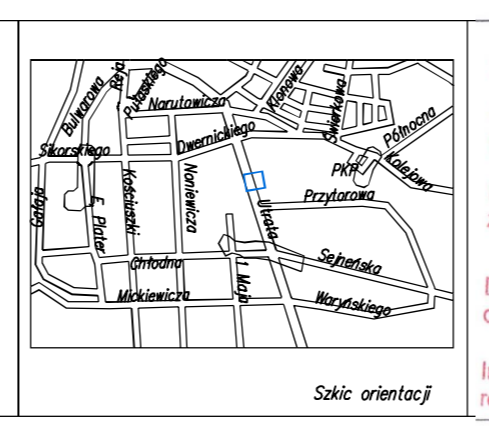 Bulwarowa
Reja
Pułaskiego
Narutowicza
Klonowa
Świerkowa
Północna
Kolejowa
Dwernickiego
Sikorskiego
PKP
Przytorowa
Gałaja
E. Plater
Kościuszki
Noniewicza
Utrata
Chłodna
1 Maja
Sejneńska
Mickiewicza
Waryńskiego
Szkic orientacji